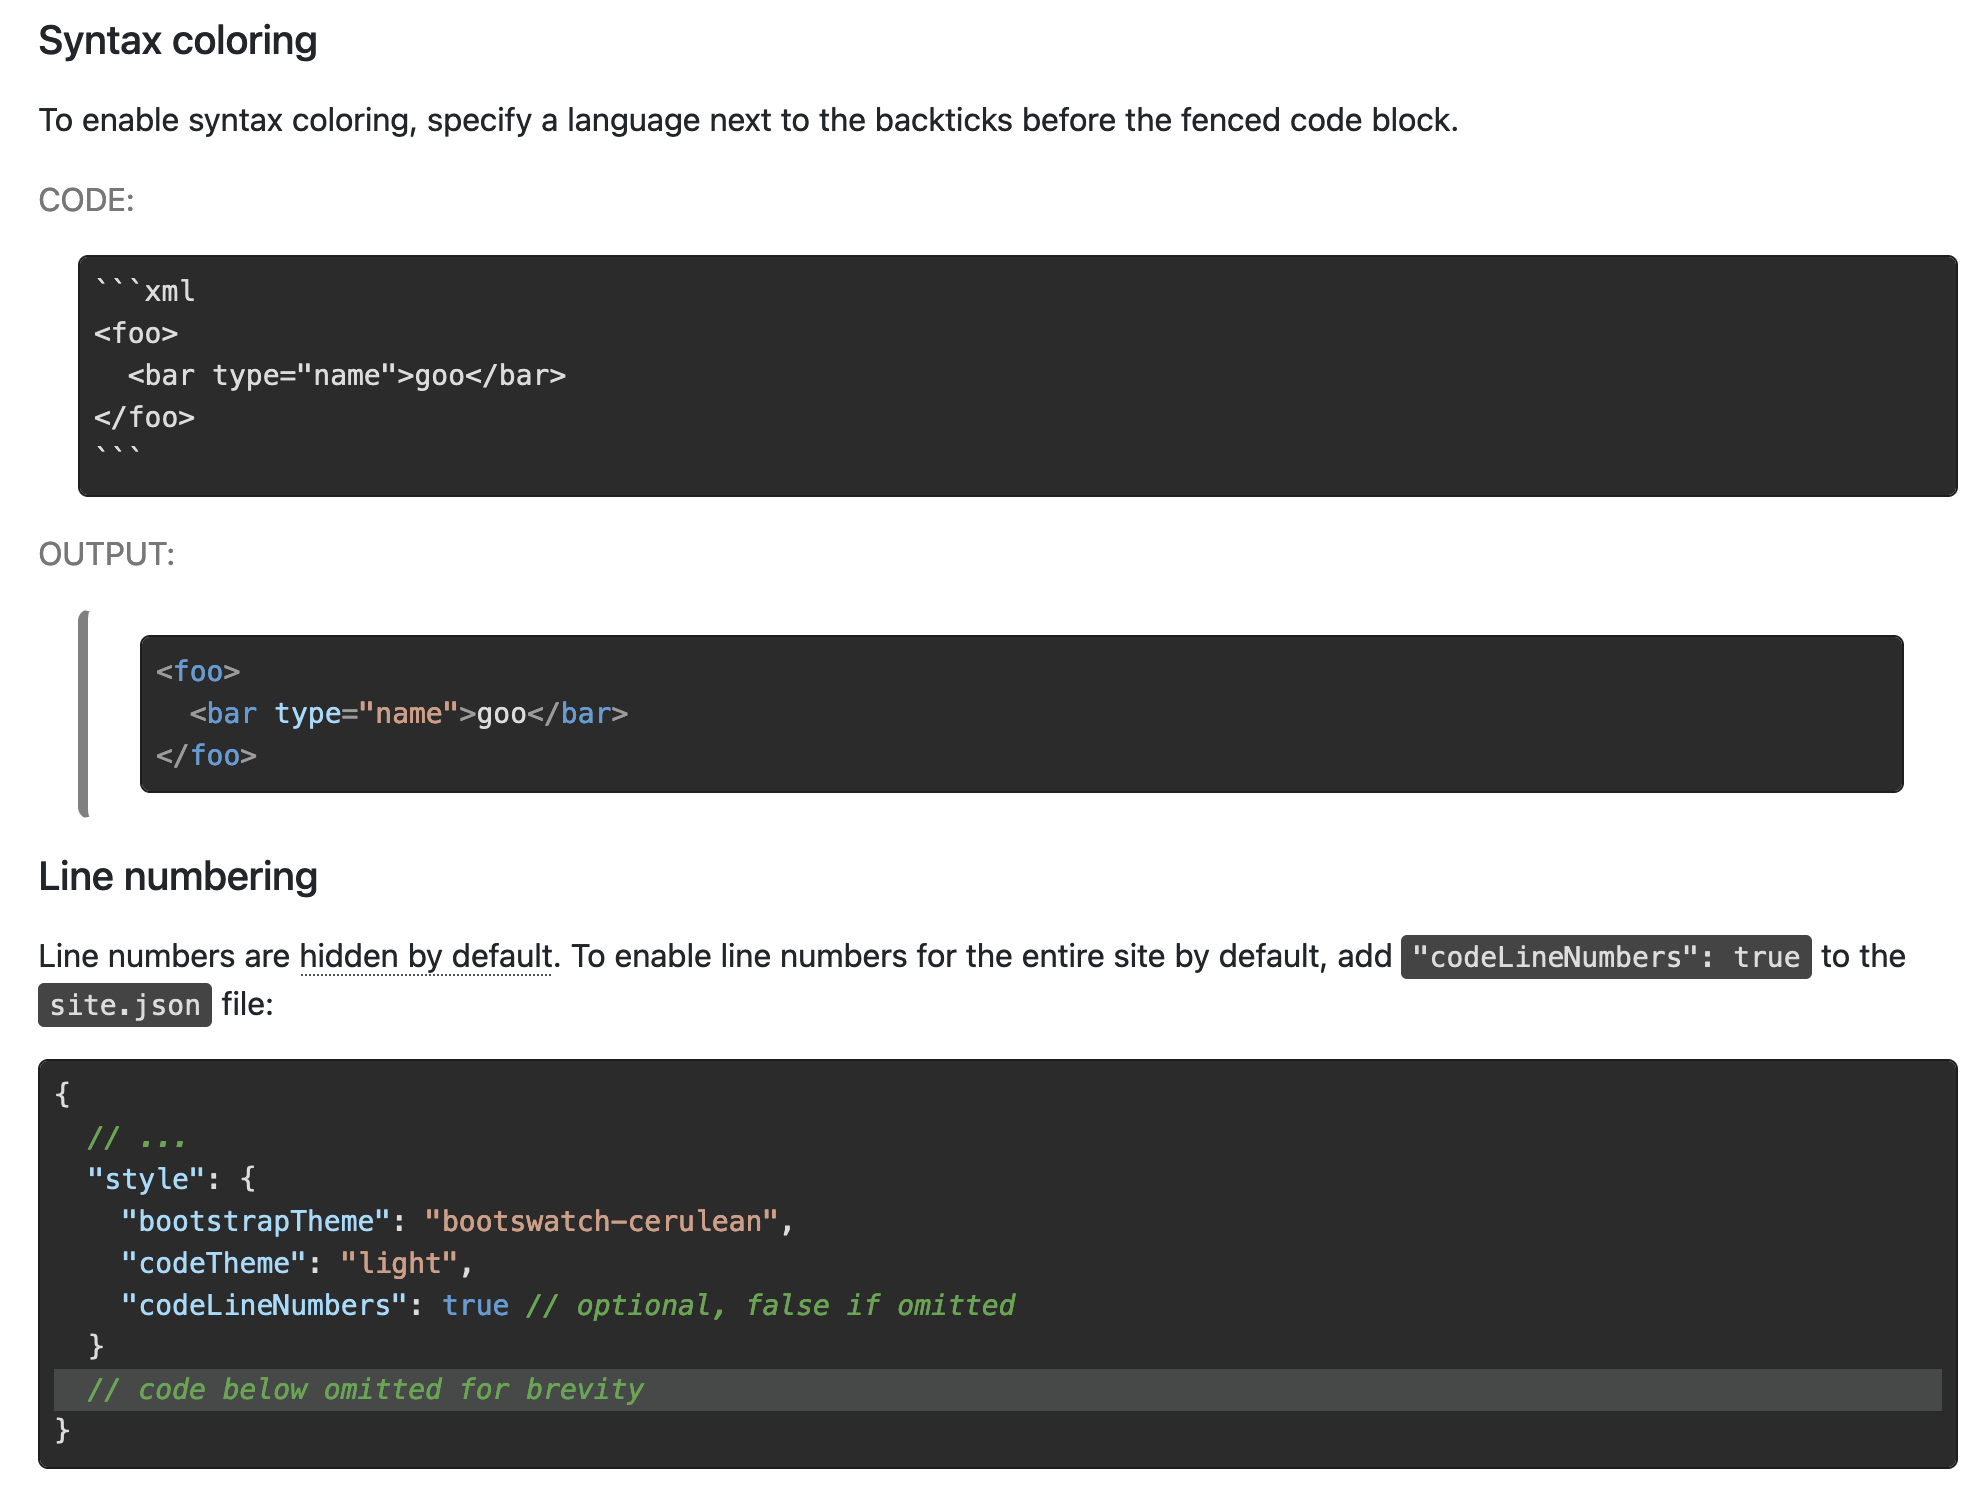 Syntax coloring
To enable syntax coloring, specify a language next to the backticks before the fenced code block.
CODE:
```xml
<foo>
  <bar type="name">goo</bar>
</foo>
```
OUTPUT:
<foo>
  <bar type="name">goo</bar>
</foo>
Line numbering
Line numbers are hidden by default. To enable line numbers for the entire site by default, add "codeLineNumbers": true to the
site.json file:
{
  // ...
  "style": {
    "bootstrapTheme": "bootswatch-cerulean",
    "codeTheme": "light",
    "codeLineNumbers": true // optional, false if omitted
  }
  // code below omitted for brevity
}